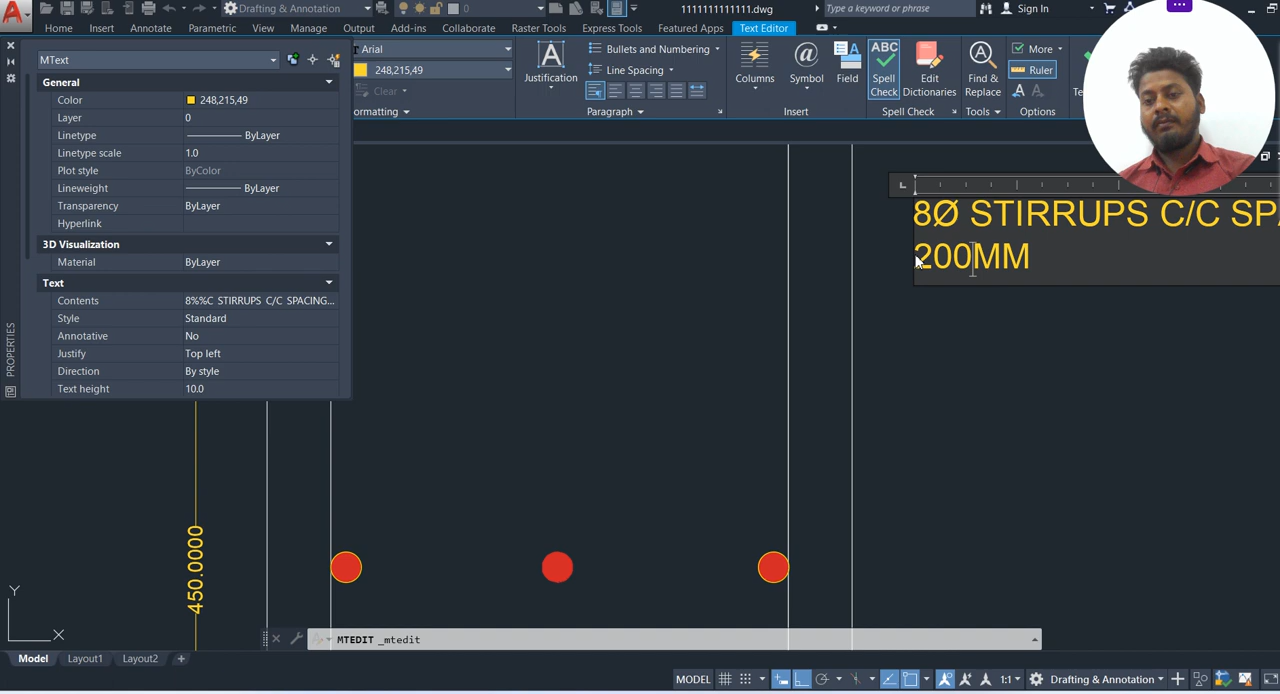 Drafting & Annotation
0
1111111111111.dwg
Type a keyword or phrase
Sign In
Home Insert Annotate Parametric View Manage Output Add-ins Collaborate Express Tools Featured Apps Raster Tools Text Editor
MText
Arial
248,215,49
Clear
ormatting
Justification
Bullets and Numbering
Line Spacing
Paragraph
Columns
Symbol
Field
Insert
ABC
Spell
Check
Edit
Dictionaries
Spell Check
Find &
Replace
Tools
More
Ruler
Options
General
Color 248,215,49
Layer 0
Linetype ByLayer
Linetype scale 1.0
Plot style ByColor
Lineweight ByLayer
Transparency ByLayer
Hyperlink
3D Visualization
Material ByLayer
Text
Contents 8%%C STIRRUPS C/C SPACING...
Style Standard
Annotative No
Justify Top left
Direction By style
Text height 10.0
PROPERTIES
8Ø STIRRUPS C/C SP
200MM
450.0000
Y
X
MTEDIT _mtedit
Model Layout1 Layout2 +
MODEL 1:1 Drafting & Annotation